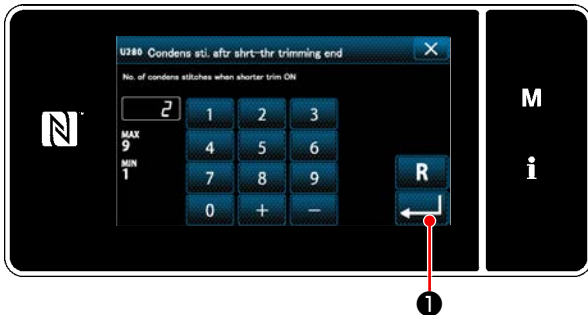 U280 Condens sti. aftr shrt-thr trimming end
No. of condens stitches when shorter trim ON
2
1 2 3
MAX
9
4 5 6
MIN
1
7 8 9
R
0 + −
M
i
N
❶